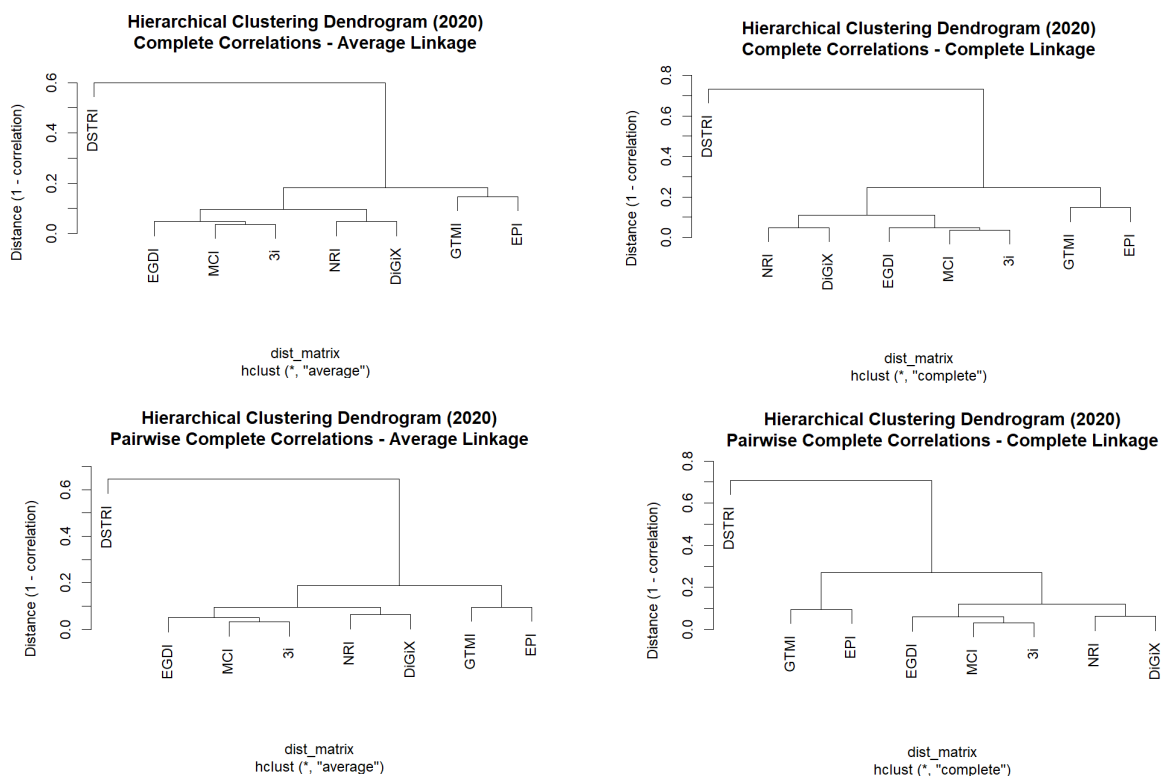 Hierarchical Clustering Dendrogram (2020)
Complete Correlations - Average Linkage
Distance (1 - correlation)
0.6
0.4
0.2
0.0
DSTRI
EGDI
MCI
3i
NRI
DiGiX
GTMI
EPI
dist_matrix
hclust (*, "average")
Hierarchical Clustering Dendrogram (2020)
Complete Correlations - Complete Linkage
Distance (1 - correlation)
0.8
0.6
0.4
0.2
0.0
DSTRI
NRI
DiGiX
EGDI
MCI
3i
GTMI
EPI
dist_matrix
hclust (*, "complete")
Hierarchical Clustering Dendrogram (2020)
Pairwise Complete Correlations - Average Linkage
Distance (1 - correlation)
0.6
0.4
0.2
0.0
DSTRI
EGDI
MCI
3i
NRI
DiGiX
GTMI
EPI
dist_matrix
hclust (*, "average")
Hierarchical Clustering Dendrogram (2020)
Pairwise Complete Correlations - Complete Linkage
Distance (1 - correlation)
0.8
0.6
0.4
0.2
0.0
DSTRI
GTMI
EPI
EGDI
MCI
3i
NRI
DiGiX
dist_matrix
hclust (*, "complete")